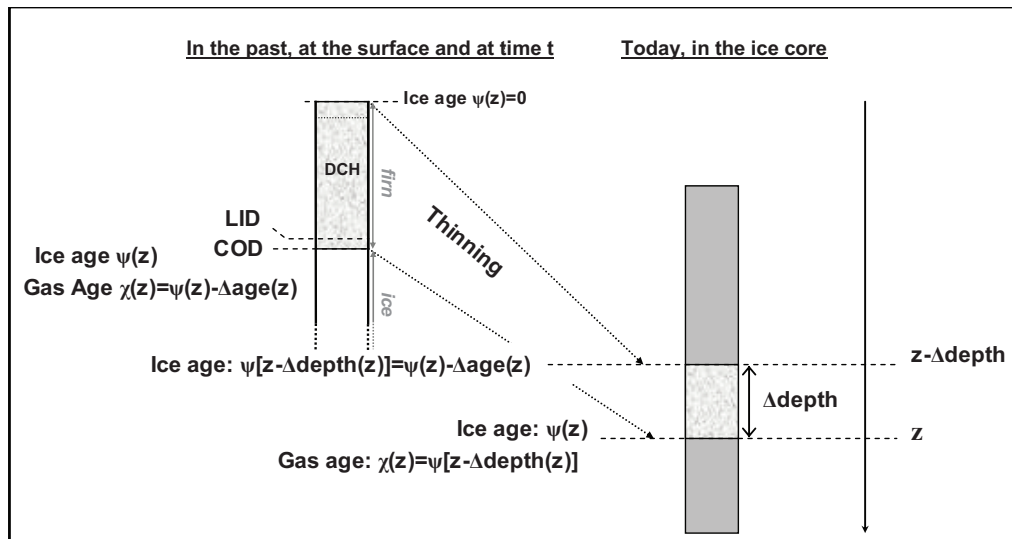 In the past, at the surface and at time t
Today, in the ice core
Ice age ψ(z)=0
DCH
firn
Thinning
LID
COD
Ice age ψ(z)
Gas Age χ(z)=ψ(z)-Δage(z)
ice
Ice age: ψ[z-Δdepth(z)]=ψ(z)-Δage(z)
z-Δdepth
Δdepth
Ice age: ψ(z)
z
Gas age: χ(z)=ψ[z-Δdepth(z)]